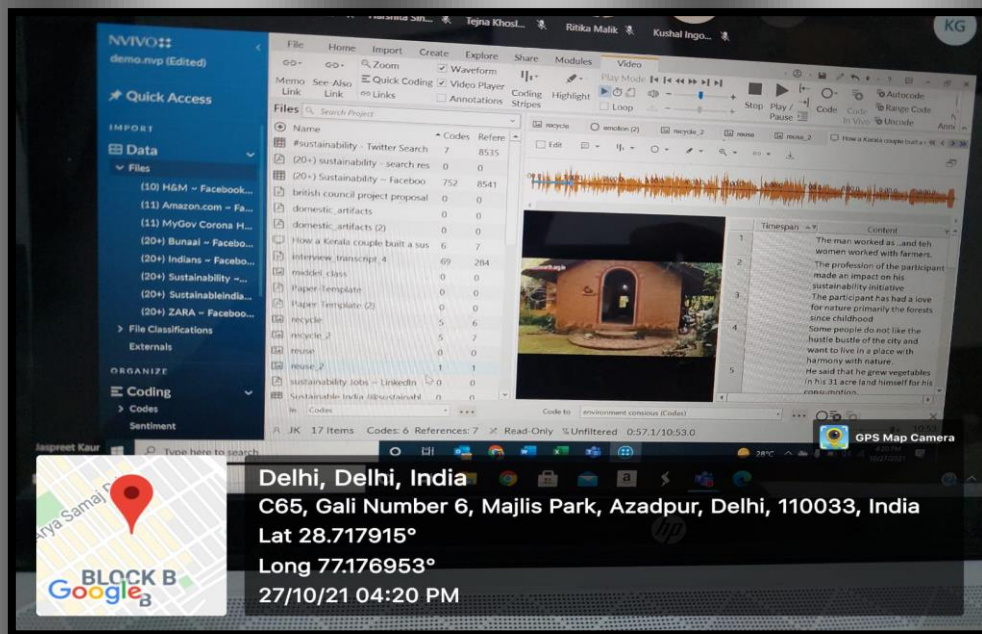 Tejna Khosl...
Ritika Malik
Kushal Ingo...
KG
NVIVO
demo.nvp (Edited)
Quick Access
IMPORT
Data
Files
(10) H&M ~ Facebook...
(11) Amazon.com ~ Fa...
(11) MyGov Corona H...
(20+) Bunaai ~ Facebo...
(20+) Indians ~ Facebo...
(20+) Sustainability ~...
(20+) Sustainableindia...
(20+) ZARA ~ Faceboo...
File Classifications
Externals
ORGANIZE
Coding
Codes
Sentiment
File Home Import Create Explore Share Modules Video
Memo Link
See-Also Link
Zoom
Quick Coding
Links
Waveform
Video Player
Annotations
Coding Stripes
Highlight
Play Mode
Loop
Stop
Play / Pause
Code
Code In Vivo
Autocode
Range Code
Uncode
Files Search Project
Name Codes Refere
#sustainability - Twitter Search 7 8535
(20+) sustainability - search res 0 0
(20+) Sustainability ~ Faceboo 752 8541
british council project proposal 0 0
domestic_artifacts 0 0
domestic_artifacts (2) 0 0
How a Kerala couple built a sus 6 7
interview_transcript_4 69 284
middel class 0 0
Paper-Template 0 0
Paper-Template (2) 0 0
recycle 5 6
recycle_2 5 7
reuse 0 0
reuse_2 1 1
sustainability Jobs ~ LinkedIn 0 0
In Codes
recycle emotion (2) recycle_2 reuse reuse_2 How a Kerala couple built a
Edit
Timespan Content
1 The man worked as ..and teh
women worked with farmers.
2 The profession of the participant
made an impact on his
sustainability initiative
3 The participant has had a love
for nature primarily the forests
since childhood
4 Some people do not like the
hustle bustle of the city and
want to live in a place with
harmony with nature.
5 He said that he grew vegetables
in his 31 acre land himself for his
consumption.
Code to environment conscious (Codes)
JK 17 Items Codes: 6 References: 7 Read-Only Unfiltered 0:57.1/10:53.0
Jaspreet Kaur
Type here to search
28°C
GPS Map Camera
Arya Samaj
BLOCK B
B
Google
Delhi, Delhi, India
C65, Gali Number 6, Majlis Park, Azadpur, Delhi, 110033, India
Lat 28.717915°
Long 77.176953°
27/10/21 04:20 PM
hp